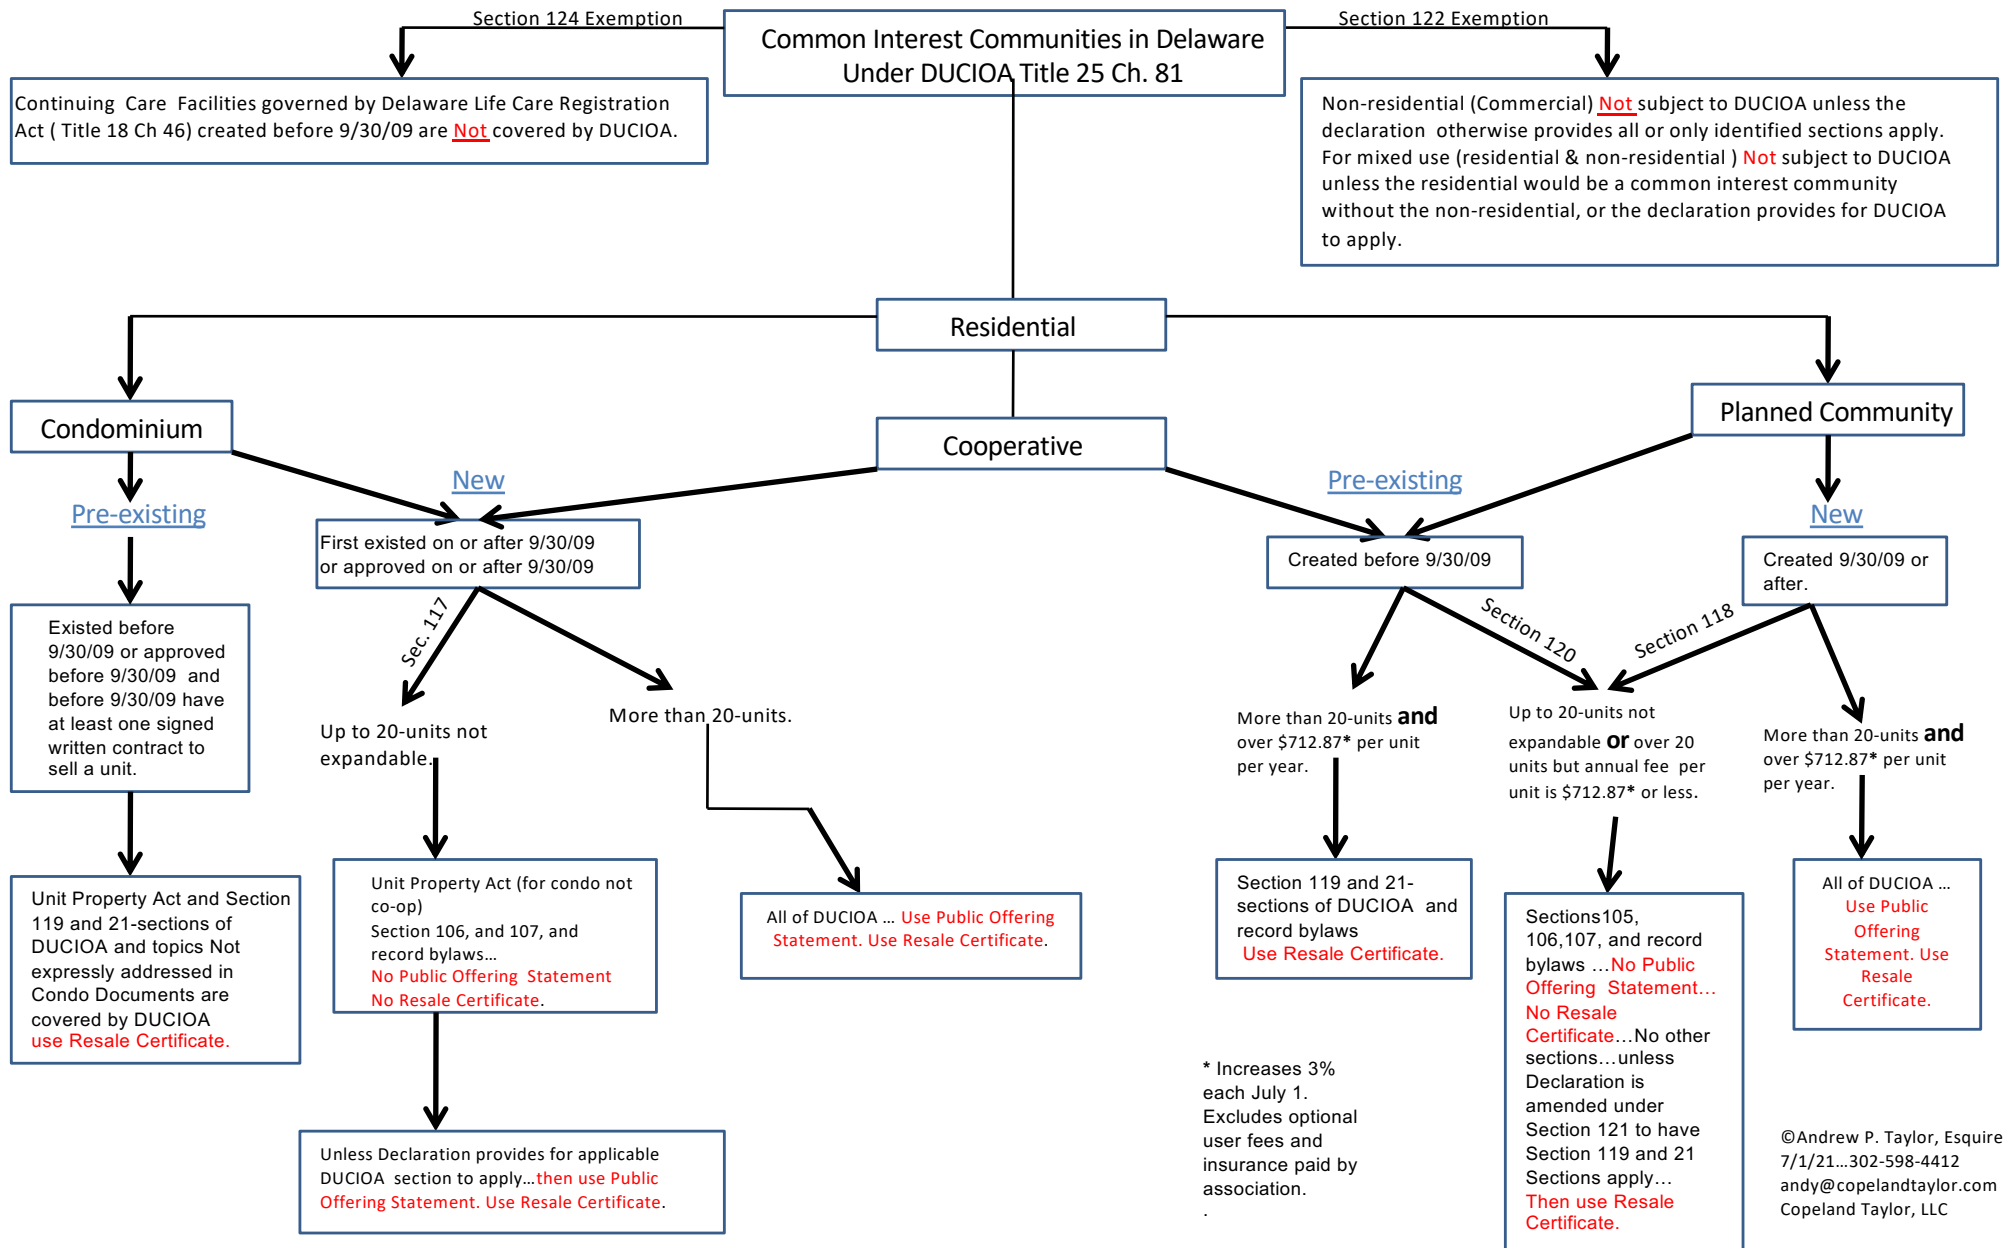 Section 124 Exemption
Section 122 Exemption
Common Interest Communities in Delaware
Under DUCIOA Title 25 Ch. 81
Continuing Care Facilities governed by Delaware Life Care Registration
Act ( Title 18 Ch 46) created before 9/30/09 are Not covered by DUCIOA.
Non-residential (Commercial) Not subject to DUCIOA unless the
declaration otherwise provides all or only identified sections apply.
For mixed use (residential & non-residential ) Not subject to DUCIOA
unless the residential would be a common interest community
without the non-residential, or the declaration provides for DUCIOA
to apply.
Residential
Condominium
Cooperative
Planned Community
Pre-existing
New
Pre-existing
New
First existed on or after 9/30/09
or approved on or after 9/30/09
Created before 9/30/09
Created 9/30/09 or
after.
Existed before
9/30/09 or approved
before 9/30/09 and
before 9/30/09 have
at least one signed
written contract to
sell a unit.
Sec. 117
Section 120
Section 118
Up to 20-units not
expandable.
More than 20-units.
More than 20-units and
over $712.87* per unit
per year.
Up to 20-units not
expandable or over 20
units but annual fee per
unit is $712.87* or less.
More than 20-units and
over $712.87* per unit
per year.
Unit Property Act and Section
119 and 21-sections of
DUCIOA and topics Not
expressly addressed in
Condo Documents are
covered by DUCIOA
use Resale Certificate.
Unit Property Act (for condo not
co-op)
Section 106, and 107, and
record bylaws…
No Public Offering Statement
No Resale Certificate.
All of DUCIOA … Use Public Offering
Statement. Use Resale Certificate.
Section 119 and 21-
sections of DUCIOA and
record bylaws
Use Resale Certificate.
Sections105,
106,107, and record
bylaws …No Public
Offering Statement…
No Resale
Certificate…No other
sections…unless
Declaration is
amended under
Section 121 to have
Section 119 and 21
Sections apply…
Then use Resale
Certificate.
All of DUCIOA …
Use Public
Offering
Statement. Use
Resale
Certificate.
Unless Declaration provides for applicable
DUCIOA section to apply…then use Public
Offering Statement. Use Resale Certificate.
* Increases 3%
each July 1.
Excludes optional
user fees and
insurance paid by
association.
.
©Andrew P. Taylor, Esquire
7/1/21…302-598-4412
andy@copelandtaylor.com
Copeland Taylor, LLC